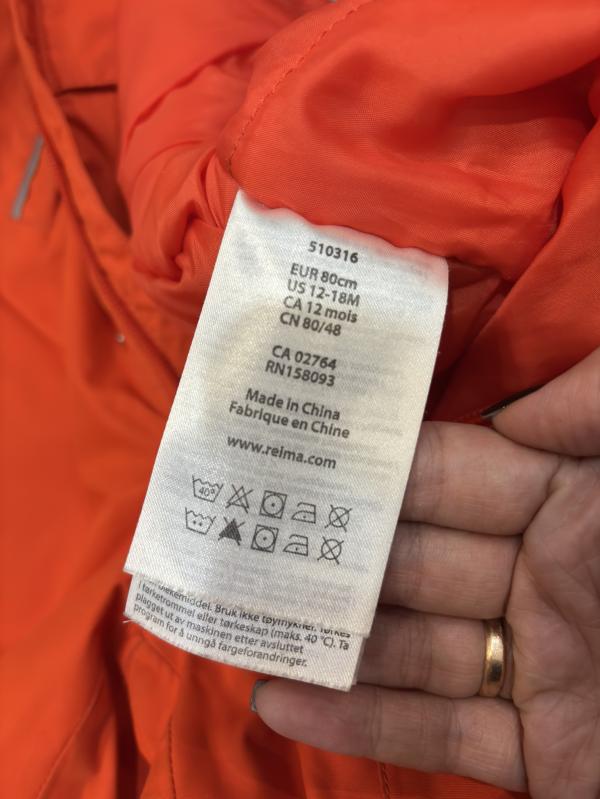 510316
EUR 80cm
US 12-18M
CA 12 mois
CN 80/48
CA 02764
RN158093
Made in China
Fabrique en Chine
www.reima.com
40°
Bruk ikke tøymykner. Tørkes
i tørketrommel eller tørkeskap (maks. 40 °C). Ta
plagget ut av maskinen etter avsluttet
program for å unngå fargeforandringer.